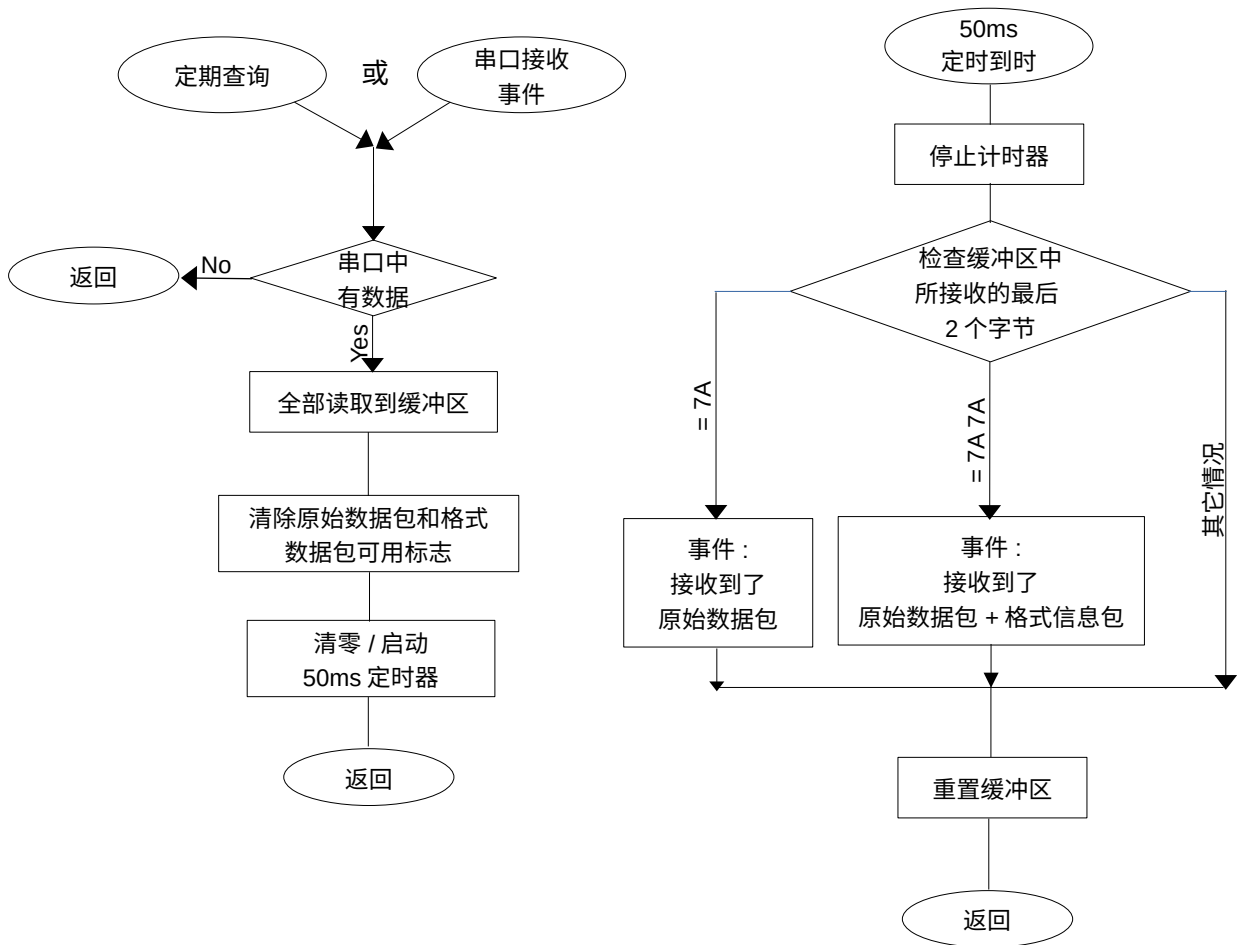 定期查询
或
串口接收
事件
串口中
有数据
No
返回
Yes
全部读取到缓冲区
清除原始数据包和格式
数据包可用标志
清零 / 启动
50ms 定时器
返回
50ms
定时到时
停止计时器
检查缓冲区中
所接收的最后
2 个字节
= 7A
= 7A 7A
其它情况
事件 :
接收到了
原始数据包
事件 :
接收到了
原始数据包 + 格式信息包
重置缓冲区
返回